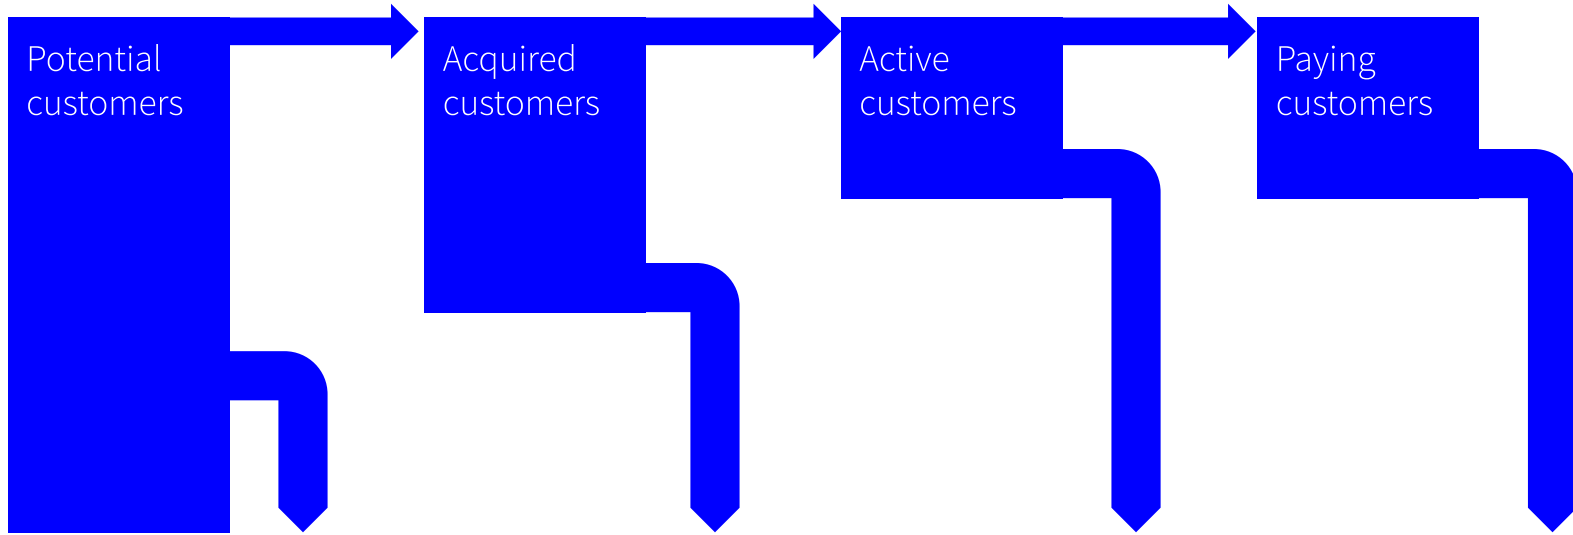 Potential
customers
Acquired
customers
Active
customers
Paying
customers